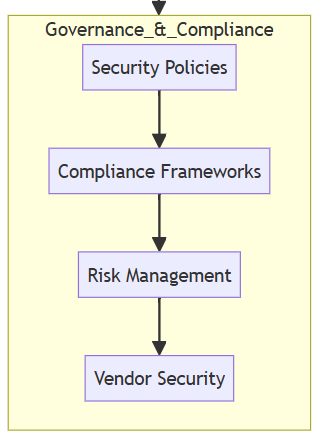 Governance_&_Compliance
Security Policies
Compliance Frameworks
Risk Management
Vendor Security